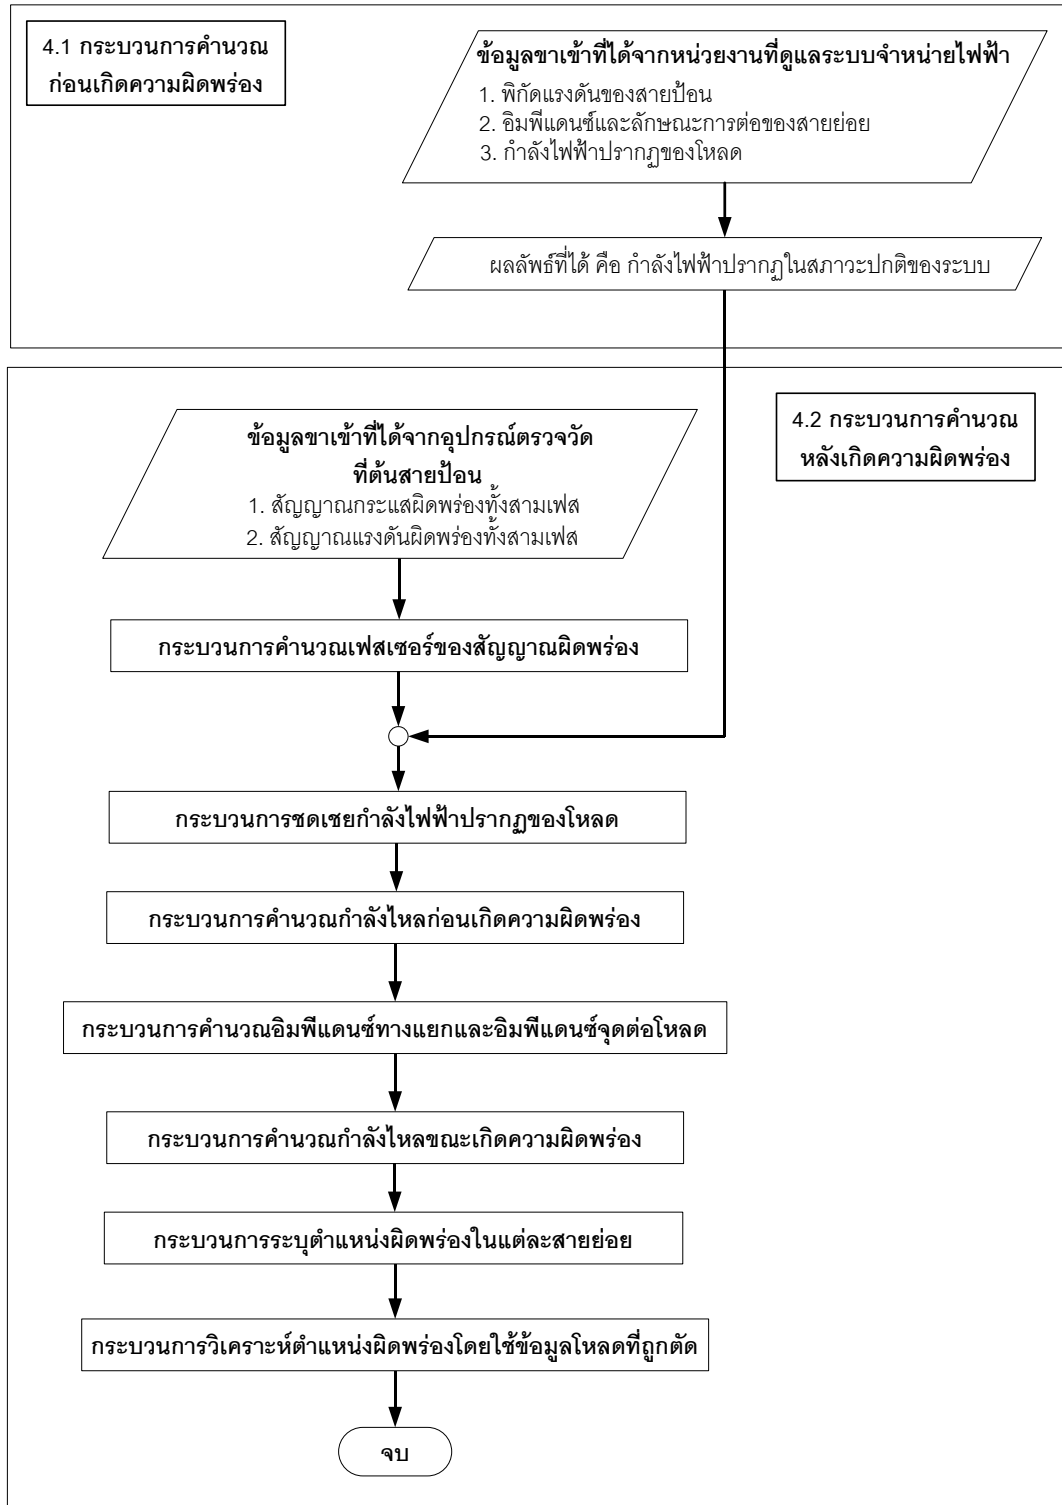 4.1 กระบวนการคำนวณ
ก่อนเกิดความผิดพร่อง
ข้อมูลขาเข้าที่ได้จากหน่วยงานที่ดูแลระบบจำหน่ายไฟฟ้า
1. พิกัดแรงดันของสายป้อน
2. อิมพีแดนซ์และลักษณะการต่อของสายย่อย
3. กำลังไฟฟ้าปรากฏของโหลด
ผลลัพธ์ที่ได้ คือ กำลังไฟฟ้าปรากฏในสภาวะปกติของระบบ
4.2 กระบวนการคำนวณ
หลังเกิดความผิดพร่อง
ข้อมูลขาเข้าที่ได้จากอุปกรณ์ตรวจวัด
ที่ต้นสายป้อน
1. สัญญาณกระแสผิดพร่องทั้งสามเฟส
2. สัญญาณแรงดันผิดพร่องทั้งสามเฟส
กระบวนการคำนวณเฟสเซอร์ของสัญญาณผิดพร่อง
กระบวนการชดเชยกำลังไฟฟ้าปรากฏของโหลด
กระบวนการคำนวณกำลังไหลก่อนเกิดความผิดพร่อง
กระบวนการคำนวณอิมพีแดนซ์ทางแยกและอิมพีแดนซ์จุดต่อโหลด
กระบวนการคำนวณกำลังไหลขณะเกิดความผิดพร่อง
กระบวนการระบุตำแหน่งผิดพร่องในแต่ละสายย่อย
กระบวนการวิเคราะห์ตำแหน่งผิดพร่องโดยใช้ข้อมูลโหลดที่ถูกตัด
จบ